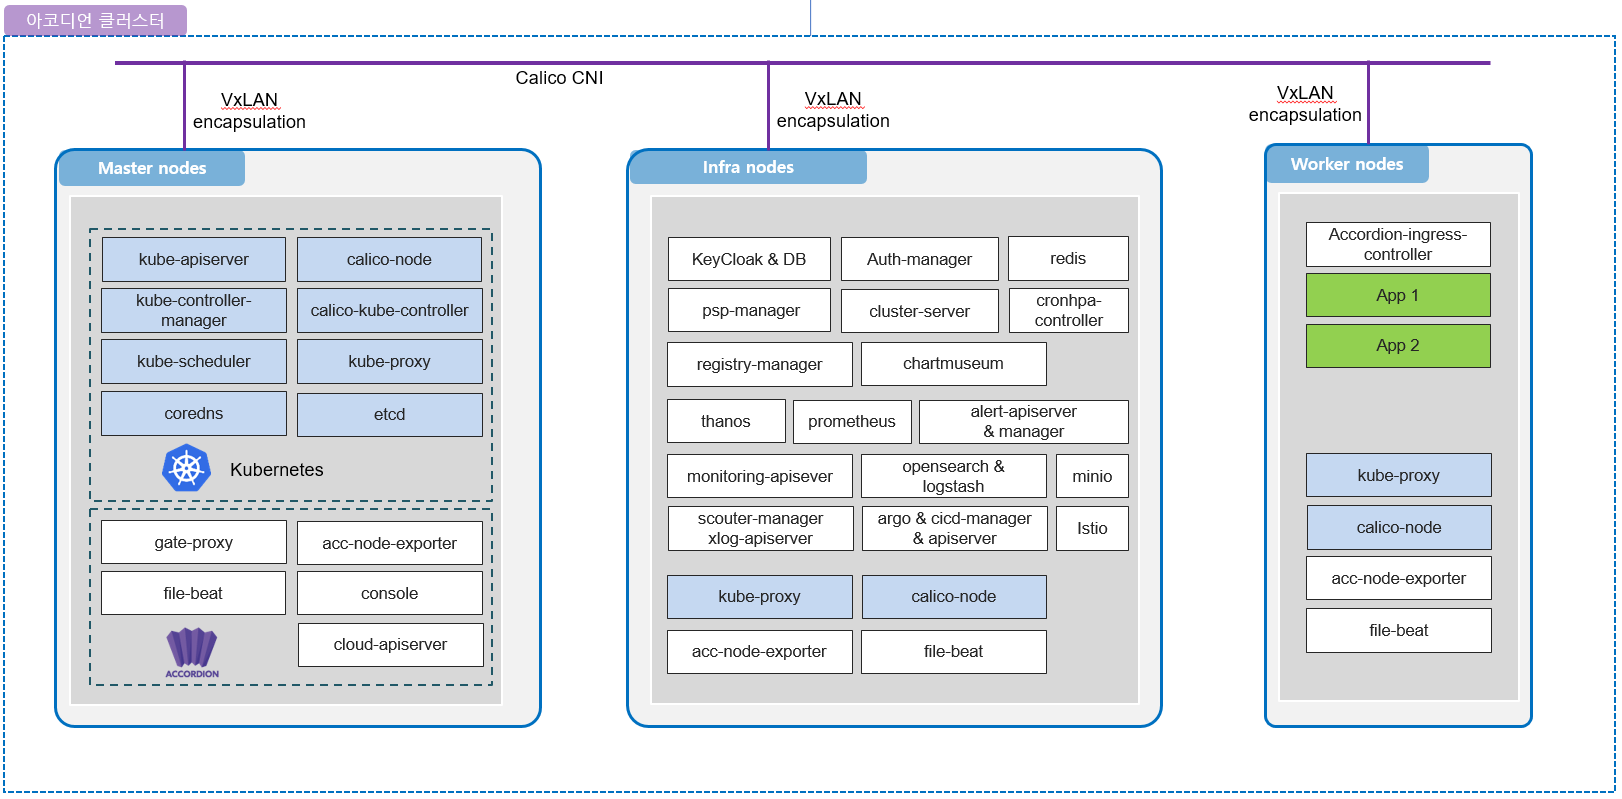 아코디언 클러스터
Calico CNI
VxLAN
encapsulation
VxLAN
encapsulation
VxLAN
encapsulation
Master nodes
kube-apiserver
calico-node
kube-controller-
manager
calico-kube-controller
kube-scheduler
kube-proxy
coredns
etcd
Kubernetes
gate-proxy
acc-node-exporter
file-beat
console
cloud-apiserver
ACCORDION
Infra nodes
KeyCloak & DB
Auth-manager
redis
psp-manager
cluster-server
cronhpa-
controller
registry-manager
chartmuseum
thanos
prometheus
alert-apiserver
& manager
monitoring-apisever
opensearch &
logstash
minio
scouter-manager
xlog-apiserver
argo & cicd-manager
& apiserver
Istio
kube-proxy
calico-node
acc-node-exporter
file-beat
Worker nodes
Accordion-ingress-
controller
App 1
App 2
kube-proxy
calico-node
acc-node-exporter
file-beat